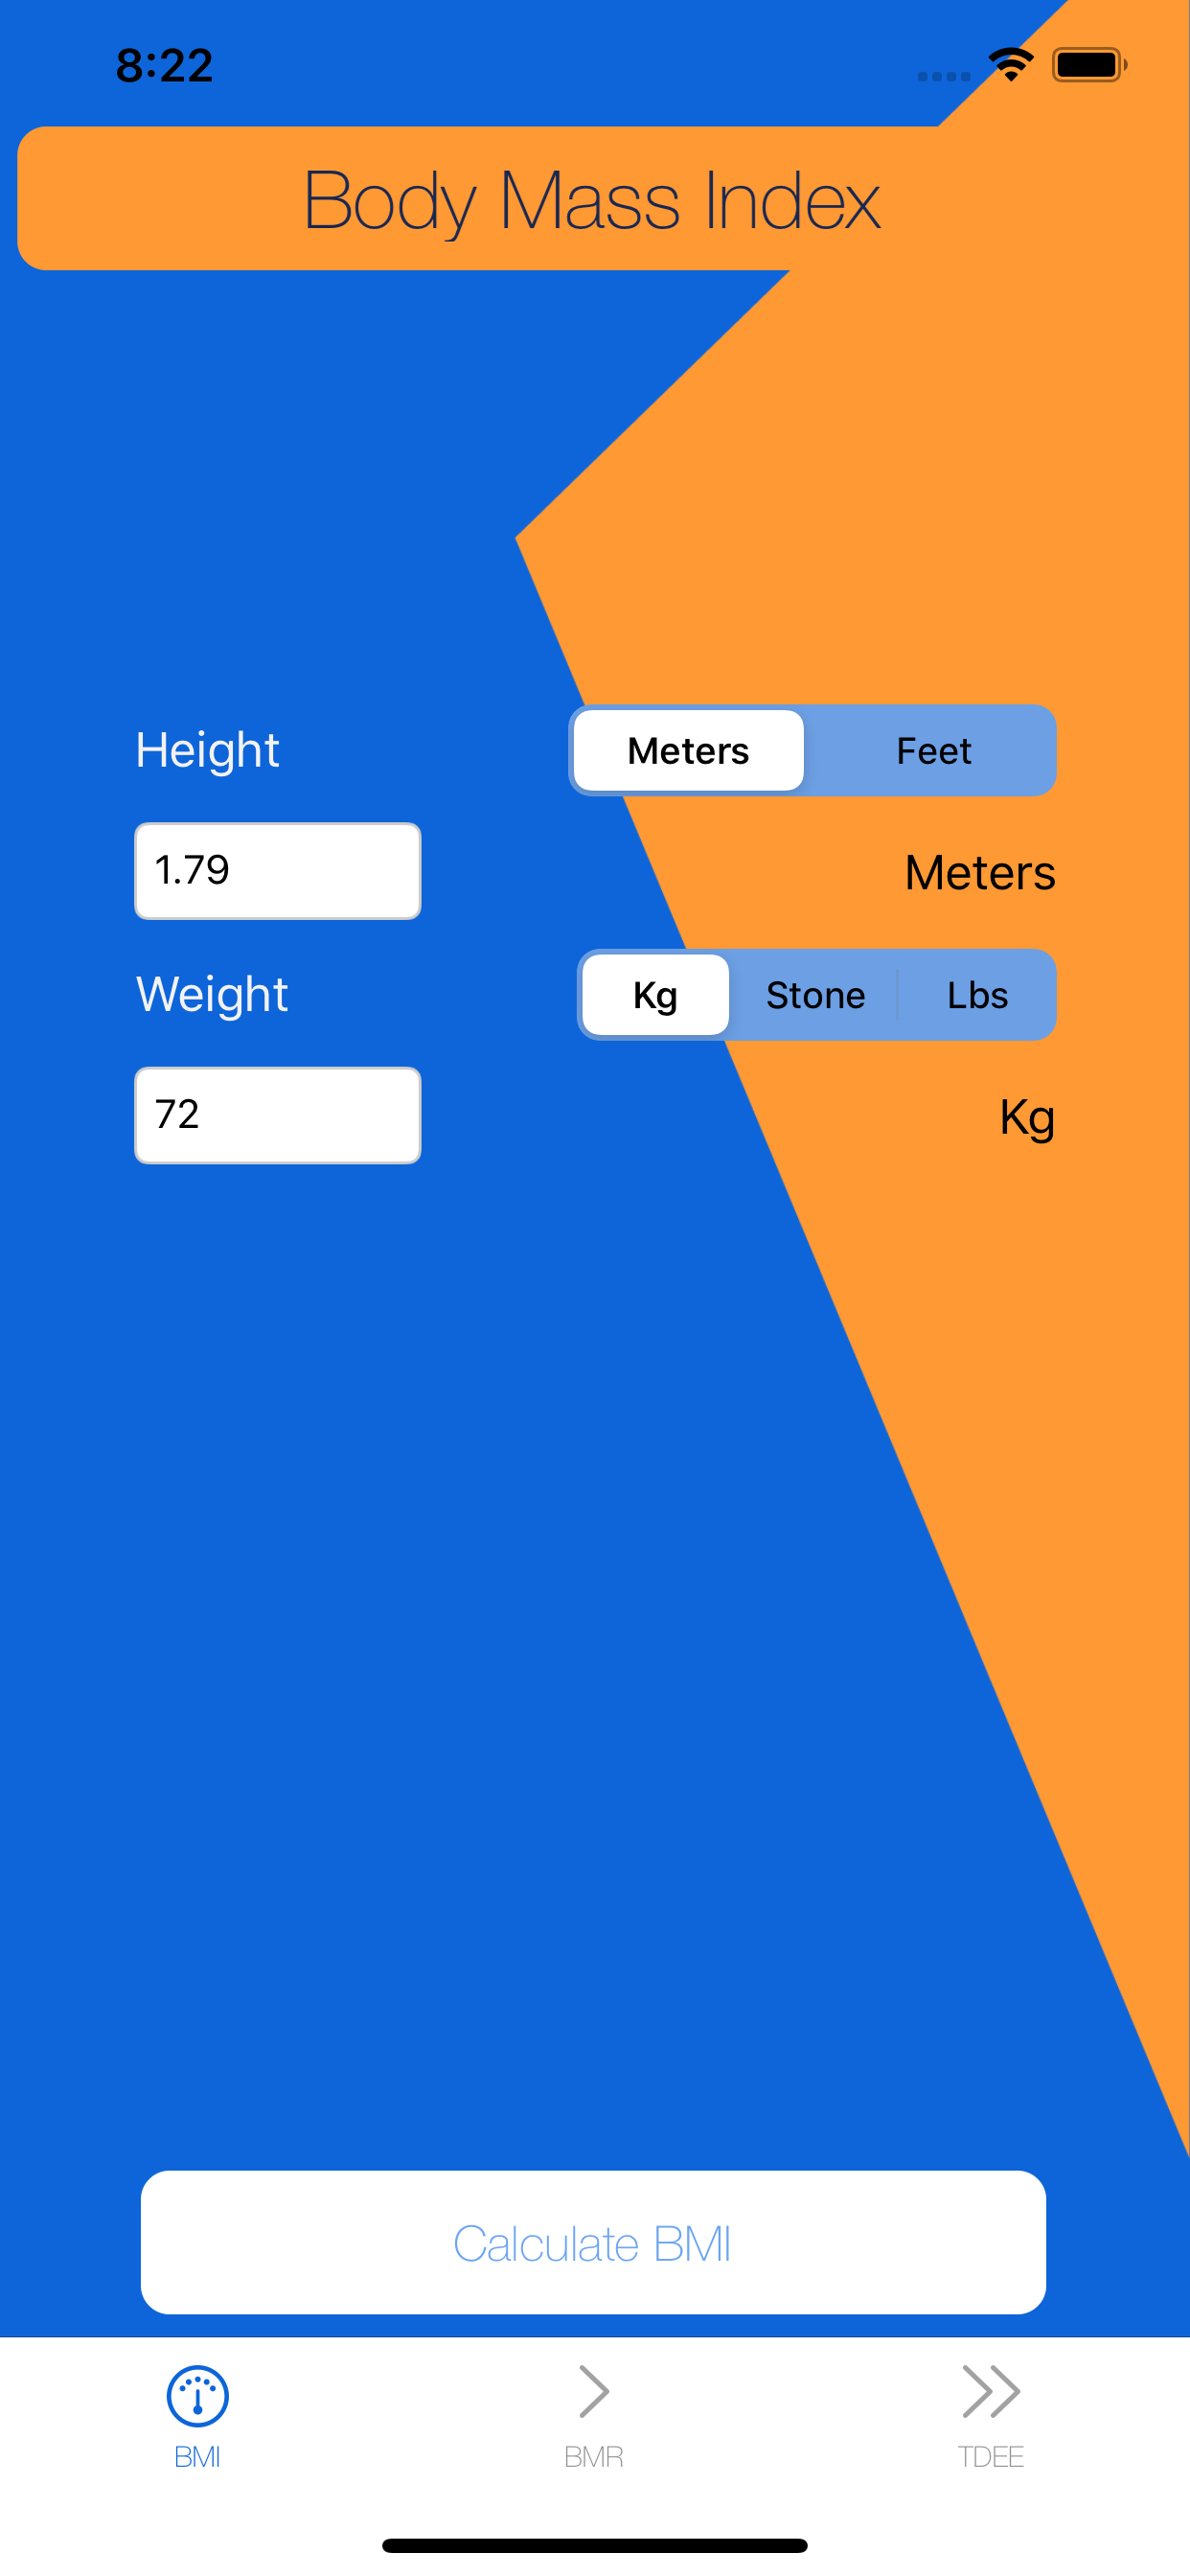 8:22
Body Mass Index
Height
Meters Feet
1.79
Meters
Weight
Kg Stone Lbs
72
Kg
Calculate BMI
BMI BMR TDEE